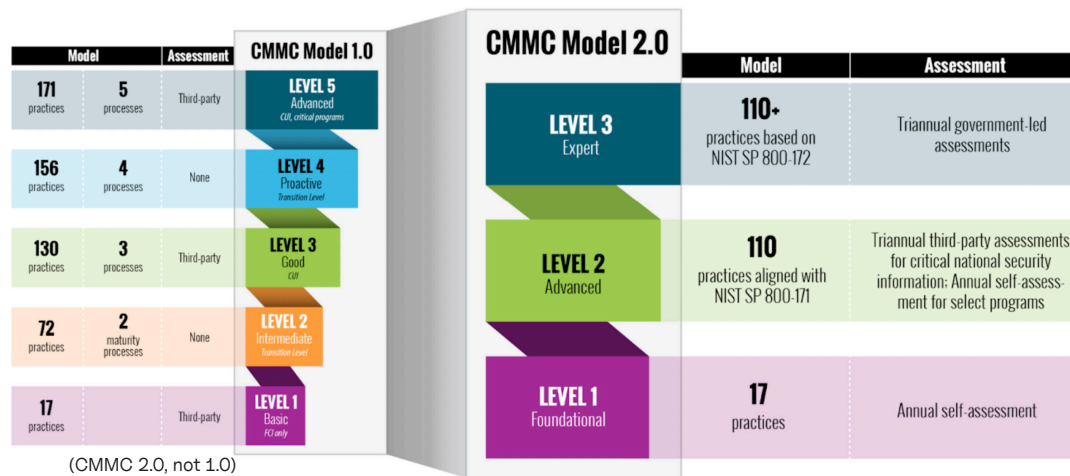 Model
Assessment
CMMC Model 1.0
171
practices
5
processes
Third-party
LEVEL 5
Advanced
CUI, critical programs
156
practices
4
processes
None
LEVEL 4
Proactive
Transition Level
130
practices
3
processes
Third-party
LEVEL 3
Good
CUI
72
practices
2
maturity
processes
None
LEVEL 2
Intermediate
Transition Level
17
practices
Third-party
LEVEL 1
Basic
FCI only
(CMMC 2.0, not 1.0)
CMMC Model 2.0
Model
Assessment
LEVEL 3
Expert
110+
practices based on
NIST SP 800-172
Triannual government-led
assessments
LEVEL 2
Advanced
110
practices aligned with
NIST SP 800-171
Triannual third-party assessments
for critical national security
information; Annual self-assess-
ment for select programs
LEVEL 1
Foundational
17
practices
Annual self-assessment